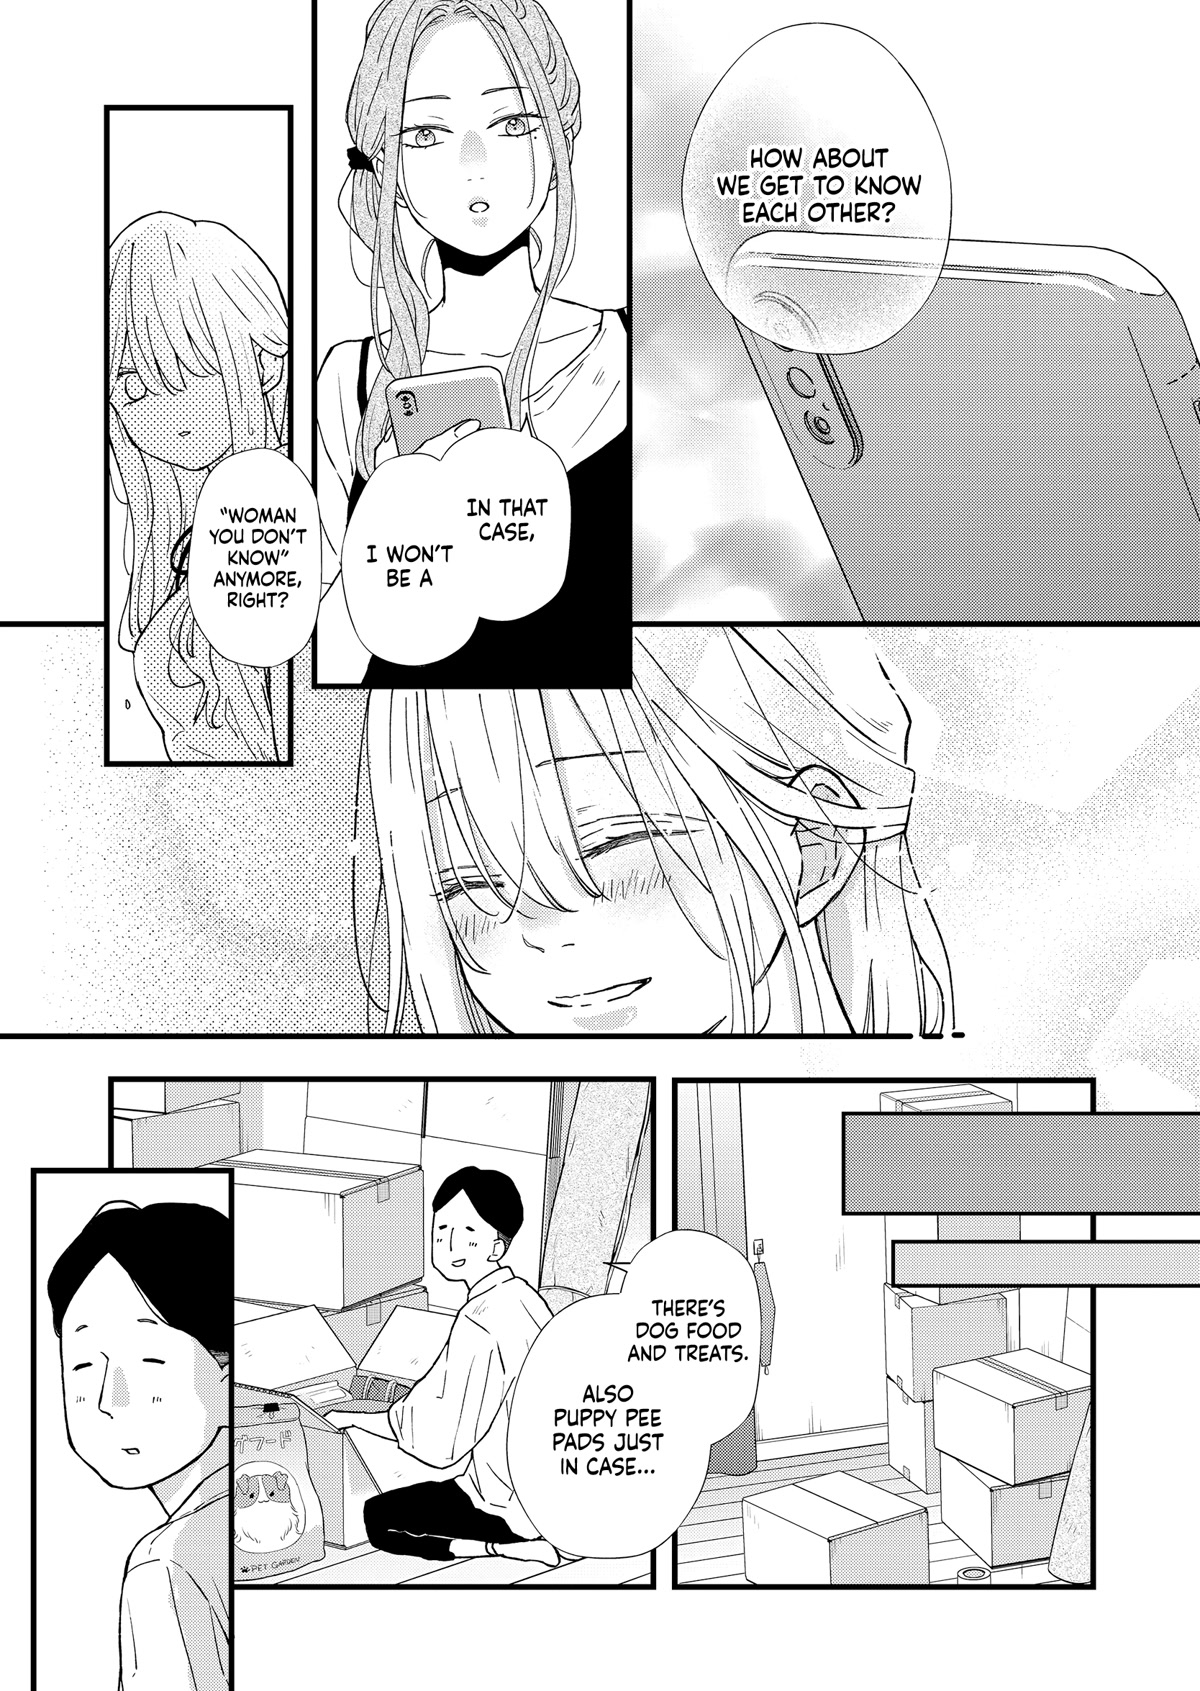 HOW ABOUT
WE GET TO KNOW
EACH OTHER?
IN THAT
CASE,
I WON'T
BE A
"WOMAN
YOU DON'T
KNOW"
ANYMORE,
RIGHT?
THERE'S
DOG FOOD
AND TREATS.
ALSO
PUPPY PEE
PADS JUST
IN CASE...
グフード
PET GARDEN